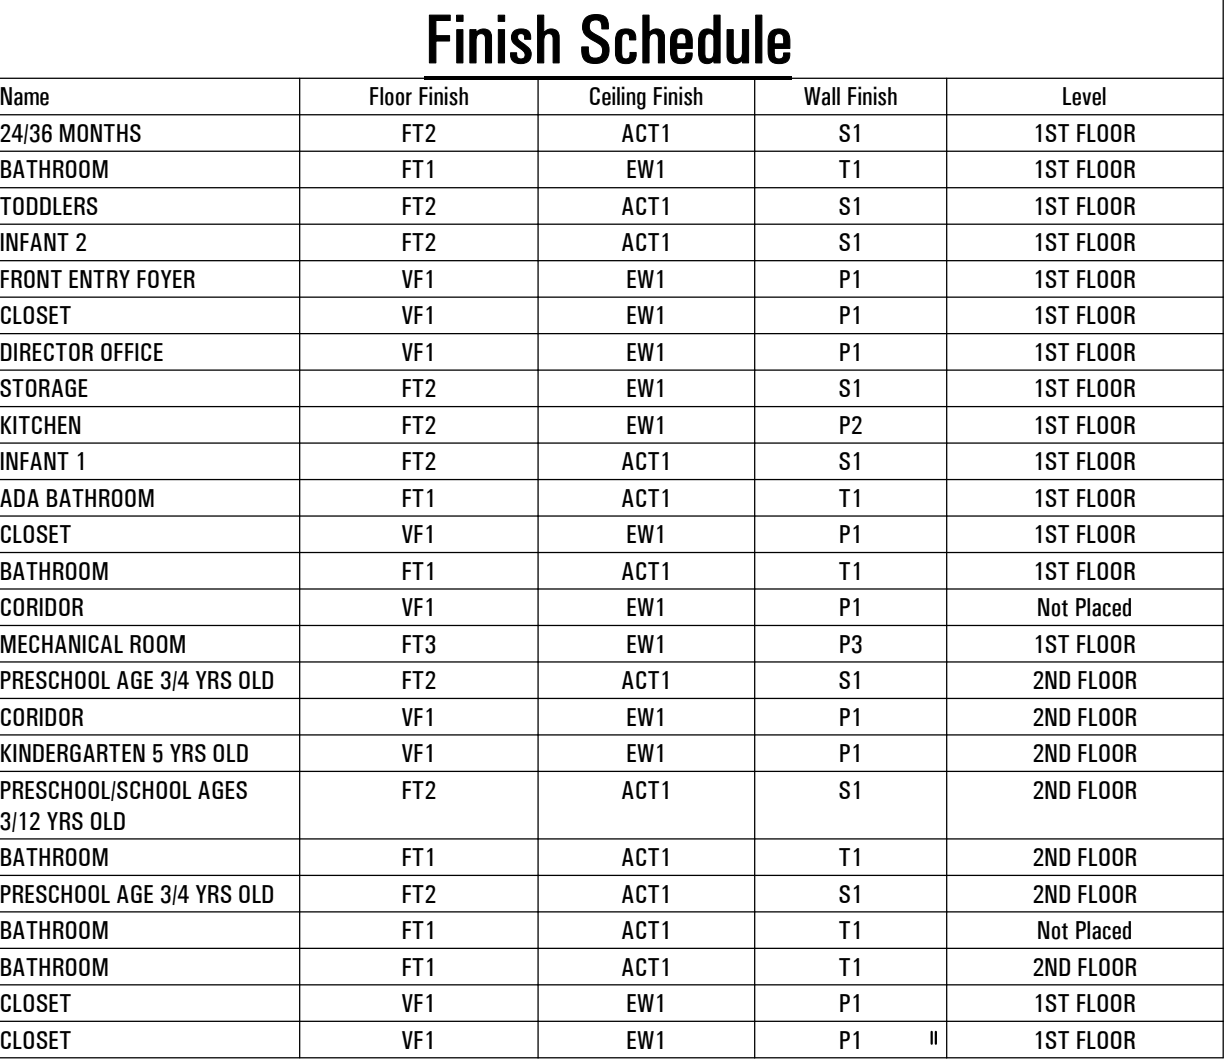 Finish Schedule
Name Floor Finish Ceiling Finish Wall Finish Level
24/36 MONTHS FT2 ACT1 S1 1ST FLOOR
BATHROOM FT1 EW1 T1 1ST FLOOR
TODDLERS FT2 ACT1 S1 1ST FLOOR
INFANT 2 FT2 ACT1 S1 1ST FLOOR
FRONT ENTRY FOYER VF1 EW1 P1 1ST FLOOR
CLOSET VF1 EW1 P1 1ST FLOOR
DIRECTOR OFFICE VF1 EW1 P1 1ST FLOOR
STORAGE FT2 EW1 S1 1ST FLOOR
KITCHEN FT2 EW1 P2 1ST FLOOR
INFANT 1 FT2 ACT1 S1 1ST FLOOR
ADA BATHROOM FT1 ACT1 T1 1ST FLOOR
CLOSET VF1 EW1 P1 1ST FLOOR
BATHROOM FT1 ACT1 T1 1ST FLOOR
CORIDOR VF1 EW1 P1 Not Placed
MECHANICAL ROOM FT3 EW1 P3 1ST FLOOR
PRESCHOOL AGE 3/4 YRS OLD FT2 ACT1 S1 2ND FLOOR
CORIDOR VF1 EW1 P1 2ND FLOOR
KINDERGARTEN 5 YRS OLD VF1 EW1 P1 2ND FLOOR
PRESCHOOL/SCHOOL AGES FT2 ACT1 S1 2ND FLOOR
3/12 YRS OLD
BATHROOM FT1 ACT1 T1 2ND FLOOR
PRESCHOOL AGE 3/4 YRS OLD FT2 ACT1 S1 2ND FLOOR
BATHROOM FT1 ACT1 T1 Not Placed
BATHROOM FT1 ACT1 T1 2ND FLOOR
CLOSET VF1 EW1 P1 1ST FLOOR
CLOSET VF1 EW1 P1 1ST FLOOR